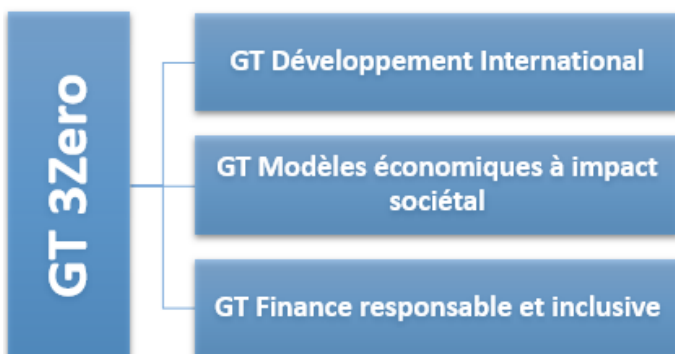 GT 3Zero
GT Développement International
GT Modèles économiques à impact
sociétal
GT Finance responsable et inclusive